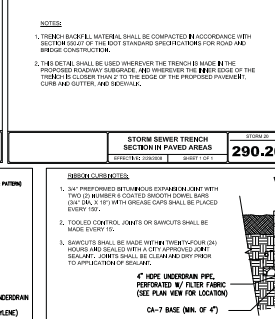 NOTES:
1. TRENCH BACKFILL MATERIAL SHALL BE COMPACTED IN ACCORDANCE WITH
SECTION 550.07 OF THE IDOT STANDARD SPECIFICATIONS FOR ROAD AND
BRIDGE CONSTRUCTION.
2. THIS DETAIL SHALL BE USED WHEREVER THE TRENCH IS MADE IN THE
PROPOSED ROADWAY SUBGRADE, AND WHEREVER THE INNER EDGE OF THE
TRENCH IS CLOSER THAN 2' TO THE EDGE OF THE PROPOSED PAVEMENT,
CURB AND GUTTER, AND SIDEWALK.
STORM SEWER TRENCH
SECTION IN PAVED AREAS
EFFECTIVE: 2/29/2008 SHEET 1 OF 1
STORM 20
290.20
PATTERN)
RIBBON CURB NOTES:
1. 3/4" PREFORMED BITUMINOUS EXPANSION JOINT WITH
TWO (2) NUMBER 6 COATED SMOOTH DOWEL BARS
(3/4" DIA. X 18") WITH GREASE CAPS SHALL BE PLACED
EVERY 150'.
2. TOOLED CONTROL JOINTS OR SAWCUTS SHALL BE
MADE EVERY 15'.
3. SAWCUTS SHALL BE MADE WITHIN TWENTY-FOUR (24)
HOURS AND SEALED WITH A CITY APPROVED JOINT
SEALANT. JOINTS SHALL BE CLEAN AND DRY PRIOR
TO APPLICATION OF SEALANT.
4" HDPE UNDERDRAIN PIPE,
PERFORATED W/ FILTER FABRIC
(SEE PLAN VIEW FOR LOCATION)
CA-7 BASE (MIN. OF 4")
NDERDRAIN
YLENE)